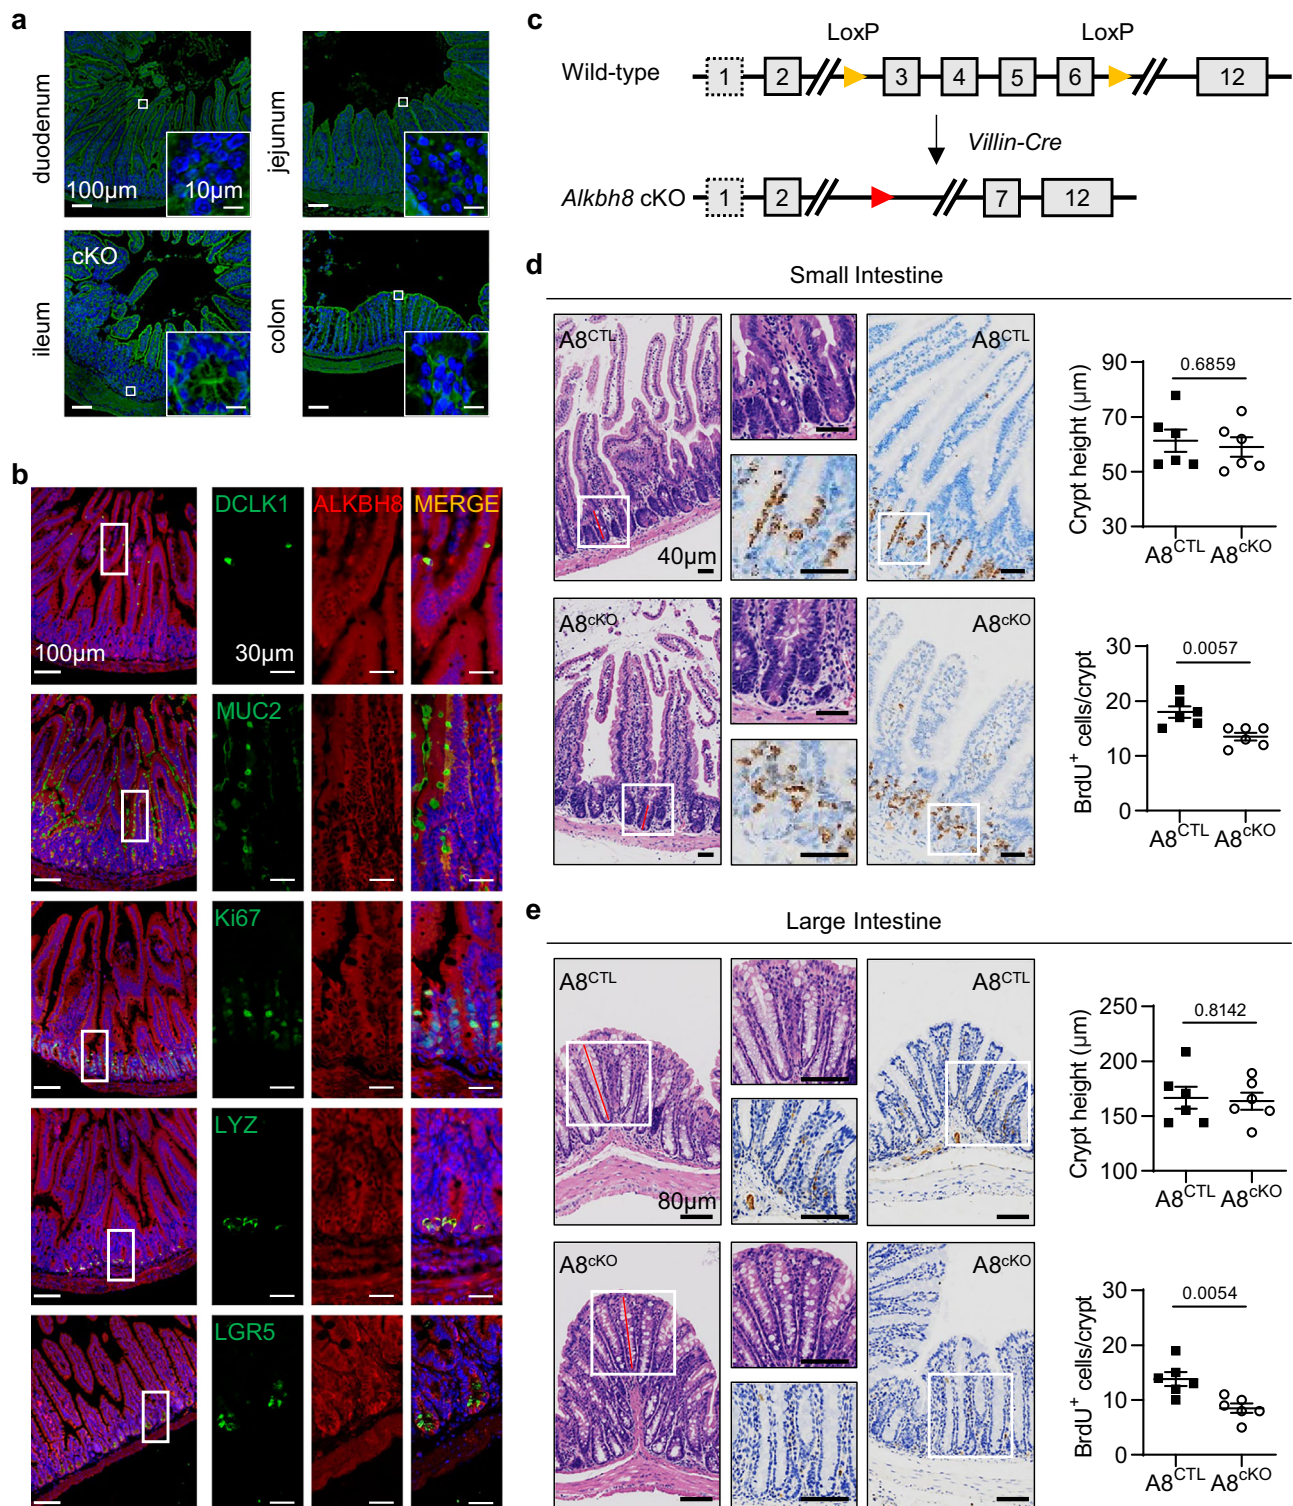 a
duodenum
100µm
10µm
jejunum
ileum
cKO
colon
b
DCLK1
ALKBH8
MERGE
100µm
30µm
MUC2
Ki67
LYZ
LGR5
c
LoxP
LoxP
Wild-type
1
2
3
4
5
6
12
Villin-Cre
Alkbh8 cKO
1
2
7
12
d
Small Intestine
A8CTL
A8CTL
40µm
A8cKO
A8cKO
Crypt height (µm)
90
70
50
30
0.6859
A8CTL
A8cKO
BrdU+ cells/crypt
30
20
10
0
0.0057
A8CTL
A8cKO
e
Large Intestine
A8CTL
A8CTL
80µm
A8cKO
A8cKO
Crypt height (µm)
250
200
150
100
0.8142
A8CTL
A8cKO
BrdU+ cells/crypt
30
20
10
0
0.0054
A8CTL
A8cKO